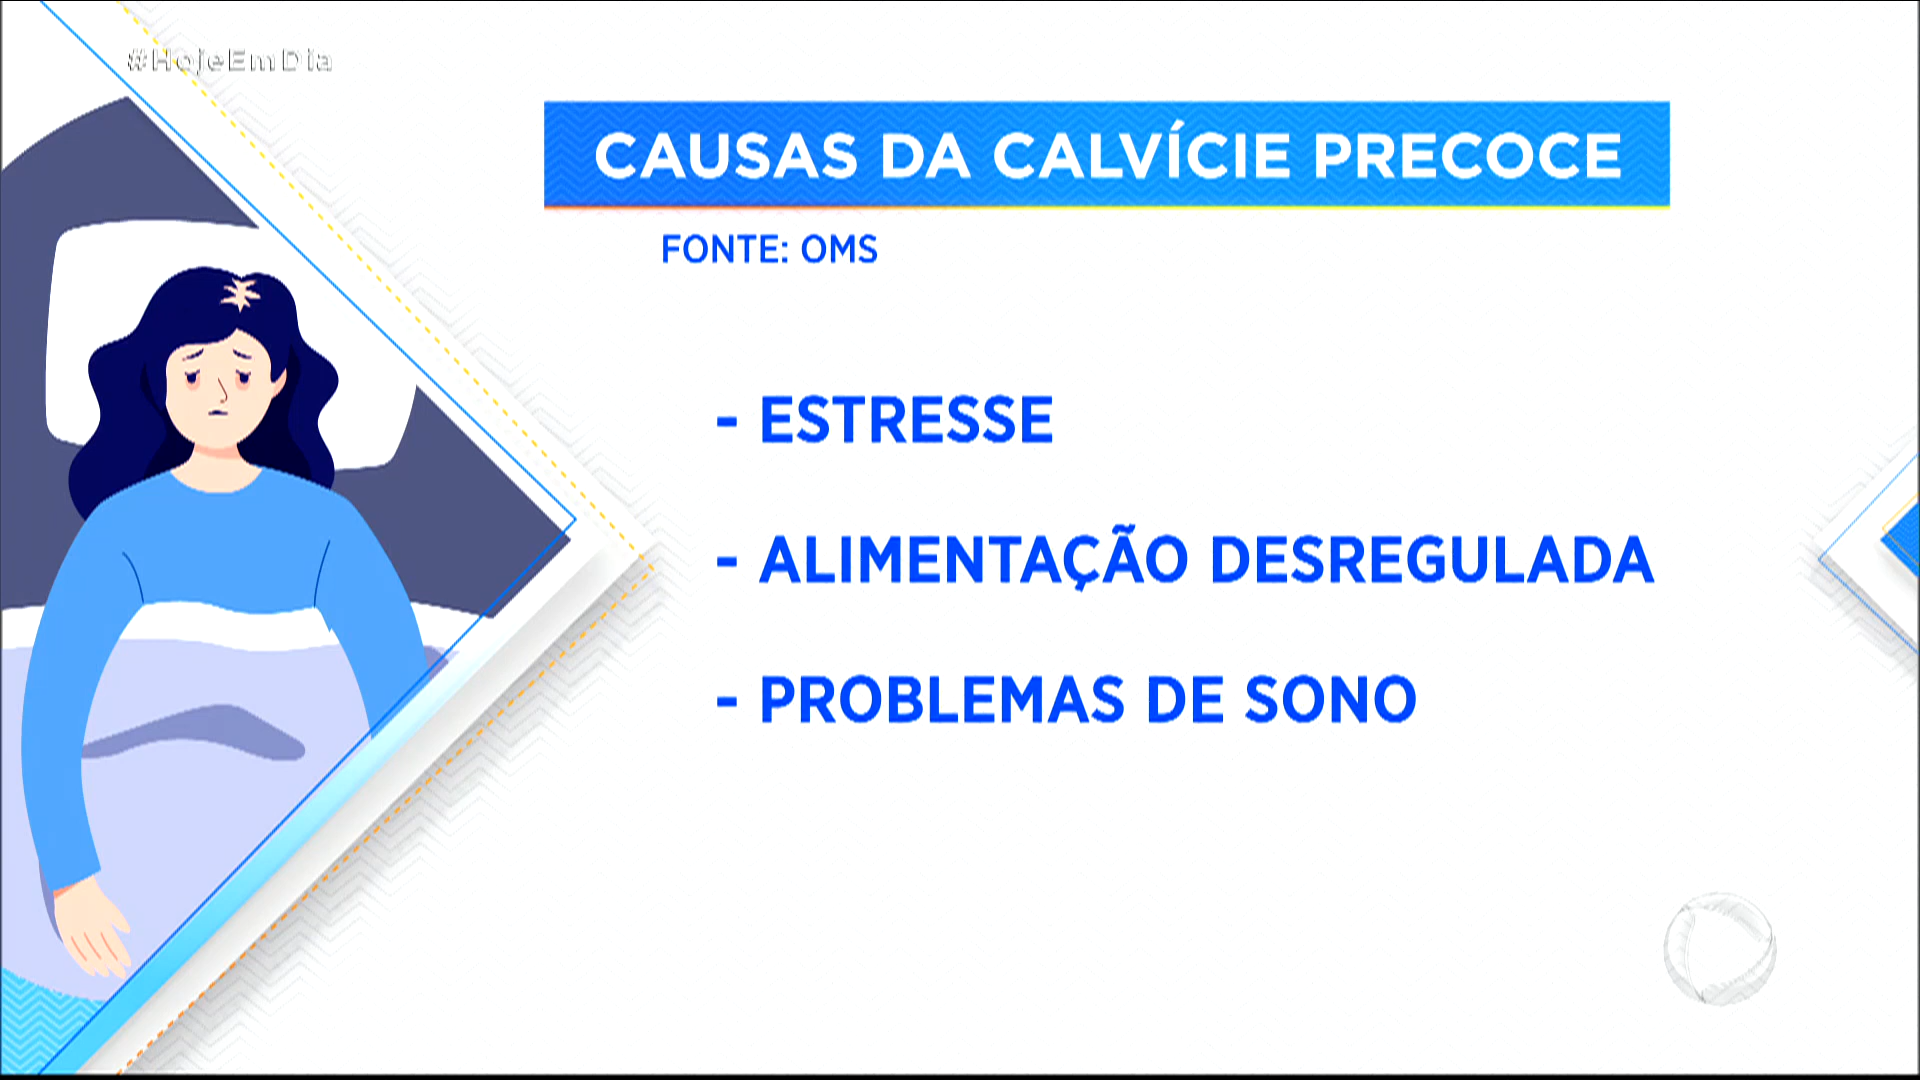 #HojeEmDia
CAUSAS DA CALVÍCIE PRECOCE
FONTE: OMS
- ESTRESSE
- ALIMENTAÇÃO DESREGULADA
- PROBLEMAS DE SONO